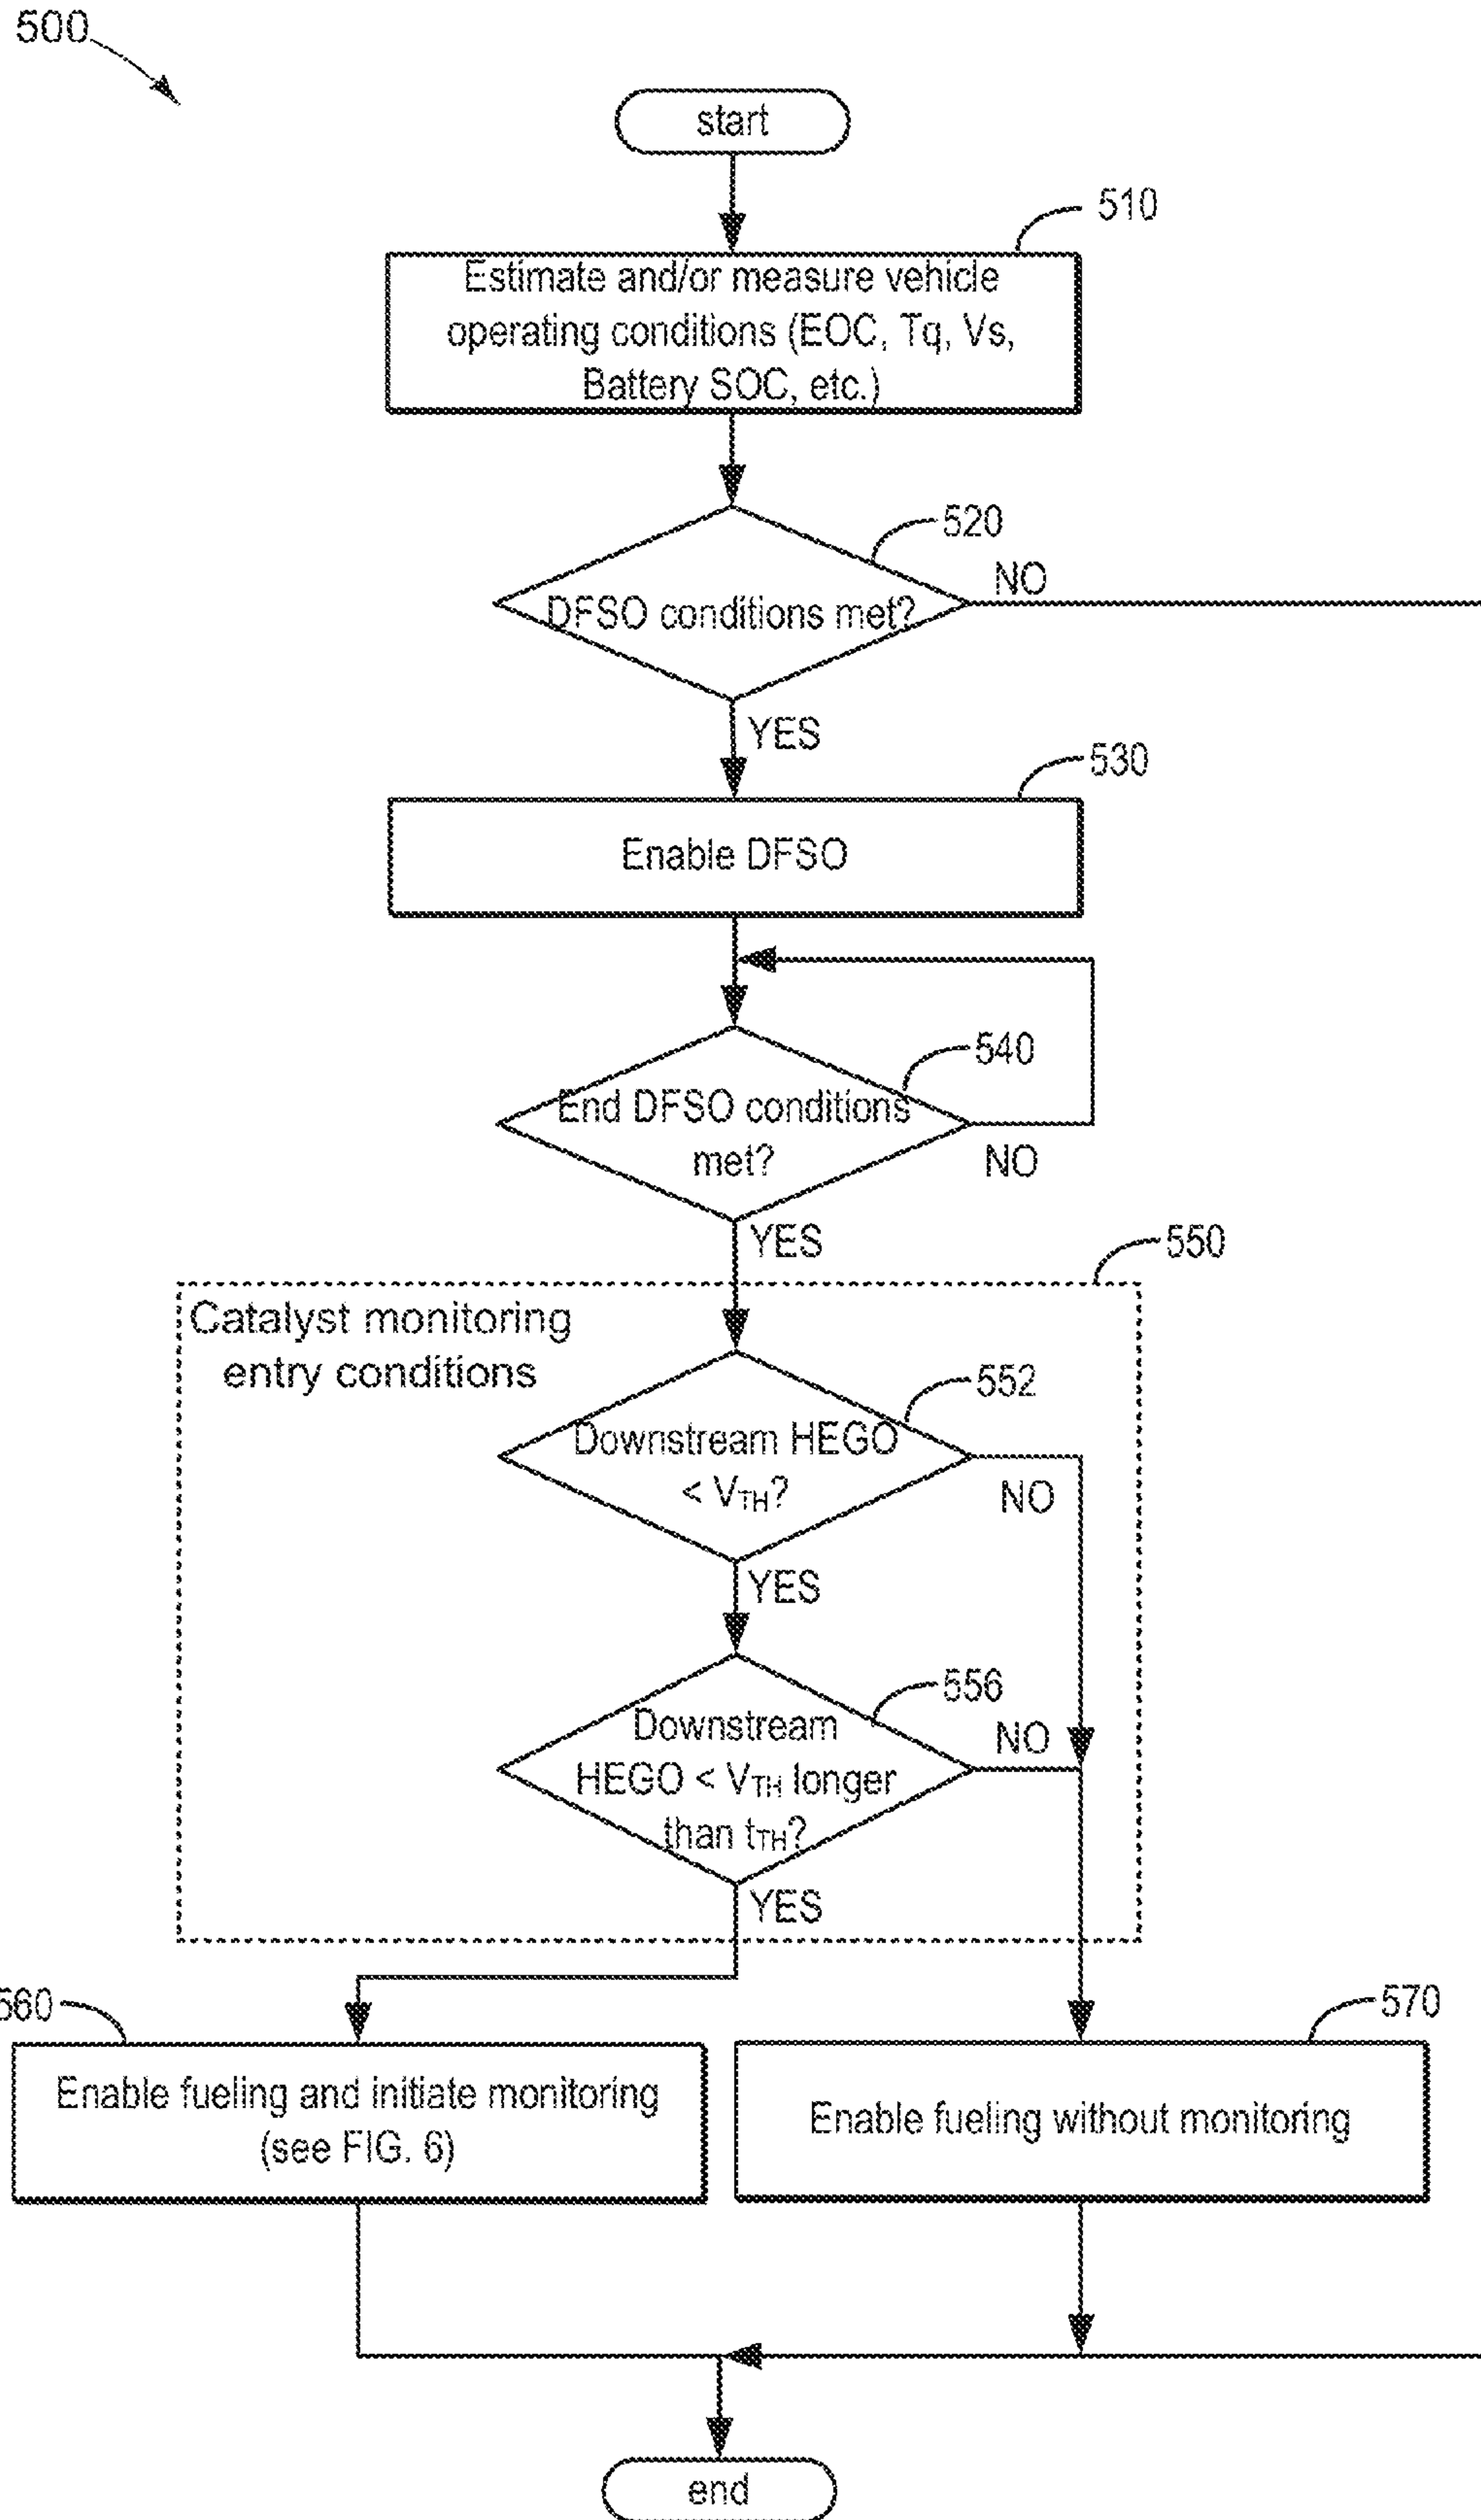 500
start
510
Estimate and/or measure vehicle
operating conditions (EOC, Tq, Vs,
Battery SOC, etc.)
520
DFSO conditions met?
NO
YES
530
Enable DFSO
540
End DFSO conditions
met?
NO
YES
550
Catalyst monitoring
entry conditions
552
Downstream HEGO
< VTH?
NO
YES
556
Downstream
HEGO < VTH longer
than tTH?
NO
YES
560
Enable fueling and initiate monitoring
(see FIG. 6)
570
Enable fueling without monitoring
end